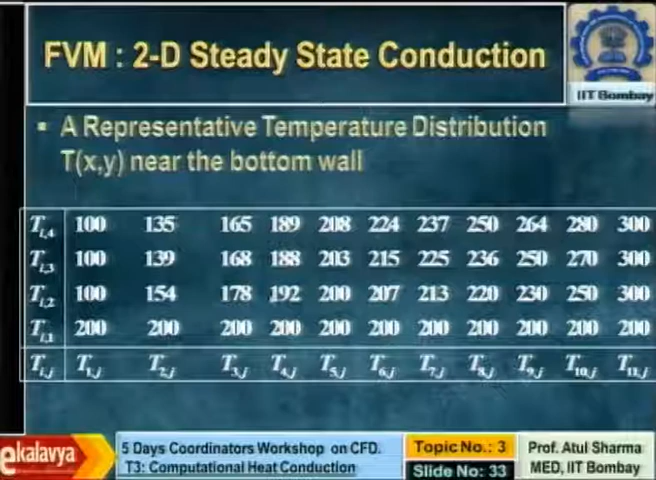 FVM : 2-D Steady State Conduction
IIT Bombay
▪ A Representative Temperature Distribution
T(x,y) near the bottom wall
Ti,4 100 135 165 189 208 224 237 250 264 280 300
Ti,3 100 139 168 188 203 215 225 236 250 270 300
Ti,2 100 154 178 192 200 207 213 220 230 250 300
Ti,1 200 200 200 200 200 200 200 200 200 200 200
Ti,j T1,j T2,j T3,j T4,j T5,j T6,j T7,j T8,j T9,j T10,j T11,j
ekalavya
5 Days Coordinators Workshop on CFD.
T3: Computational Heat Conduction
Topic No.: 3
Slide No: 33
Prof. Atul Sharma
MED, IIT Bombay